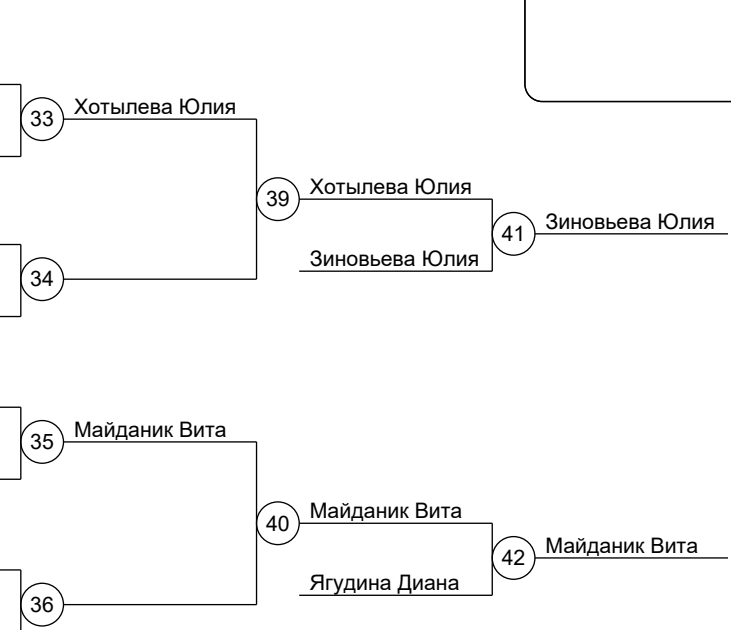 33 Хотылева Юлия
39 Хотылева Юлия
41 Зиновьева Юлия
Зиновьева Юлия
34
35 Майданик Вита
40 Майданик Вита
42 Майданик Вита
Ягудина Диана
36